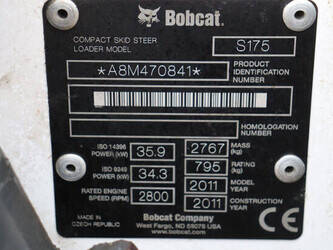 Bobcat.
COMPACT SKID STEER
LOADER MODEL S175
*A8M470841* PRODUCT IDENTIFICATION NUMBER
HOMOLOGATION NUMBER
ISO 14396 POWER (kW) 35.9 2767 MASS (kg)
ISO 9249 POWER (kW) 34.3 795 RATING (kg)
RATED ENGINE SPEED (RPM) 2800 2011 MODEL YEAR
2011 CONSTRUCTION YEAR
MADE IN CZECH REPUBLIC
Bobcat Company
West Fargo, ND 58078 USA